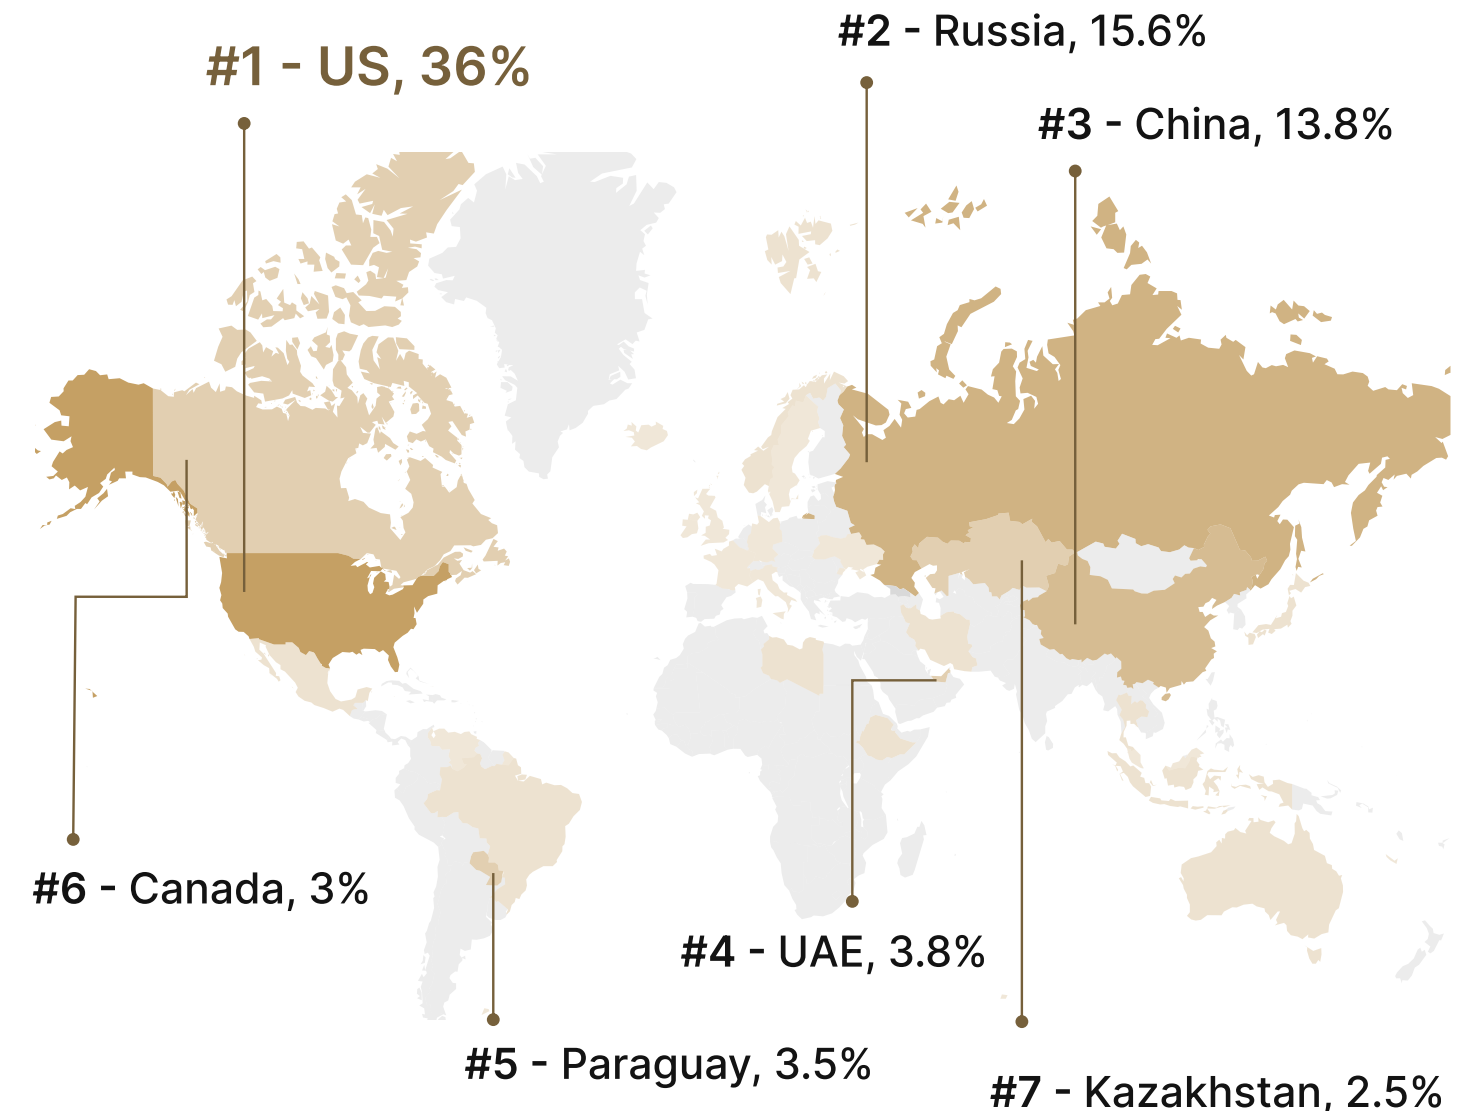 #2 - Russia, 15.6%
#1 - US, 36%
#3 - China, 13.8%
#6 - Canada, 3%
#4 - UAE, 3.8%
#5 - Paraguay, 3.5%
#7 - Kazakhstan, 2.5%